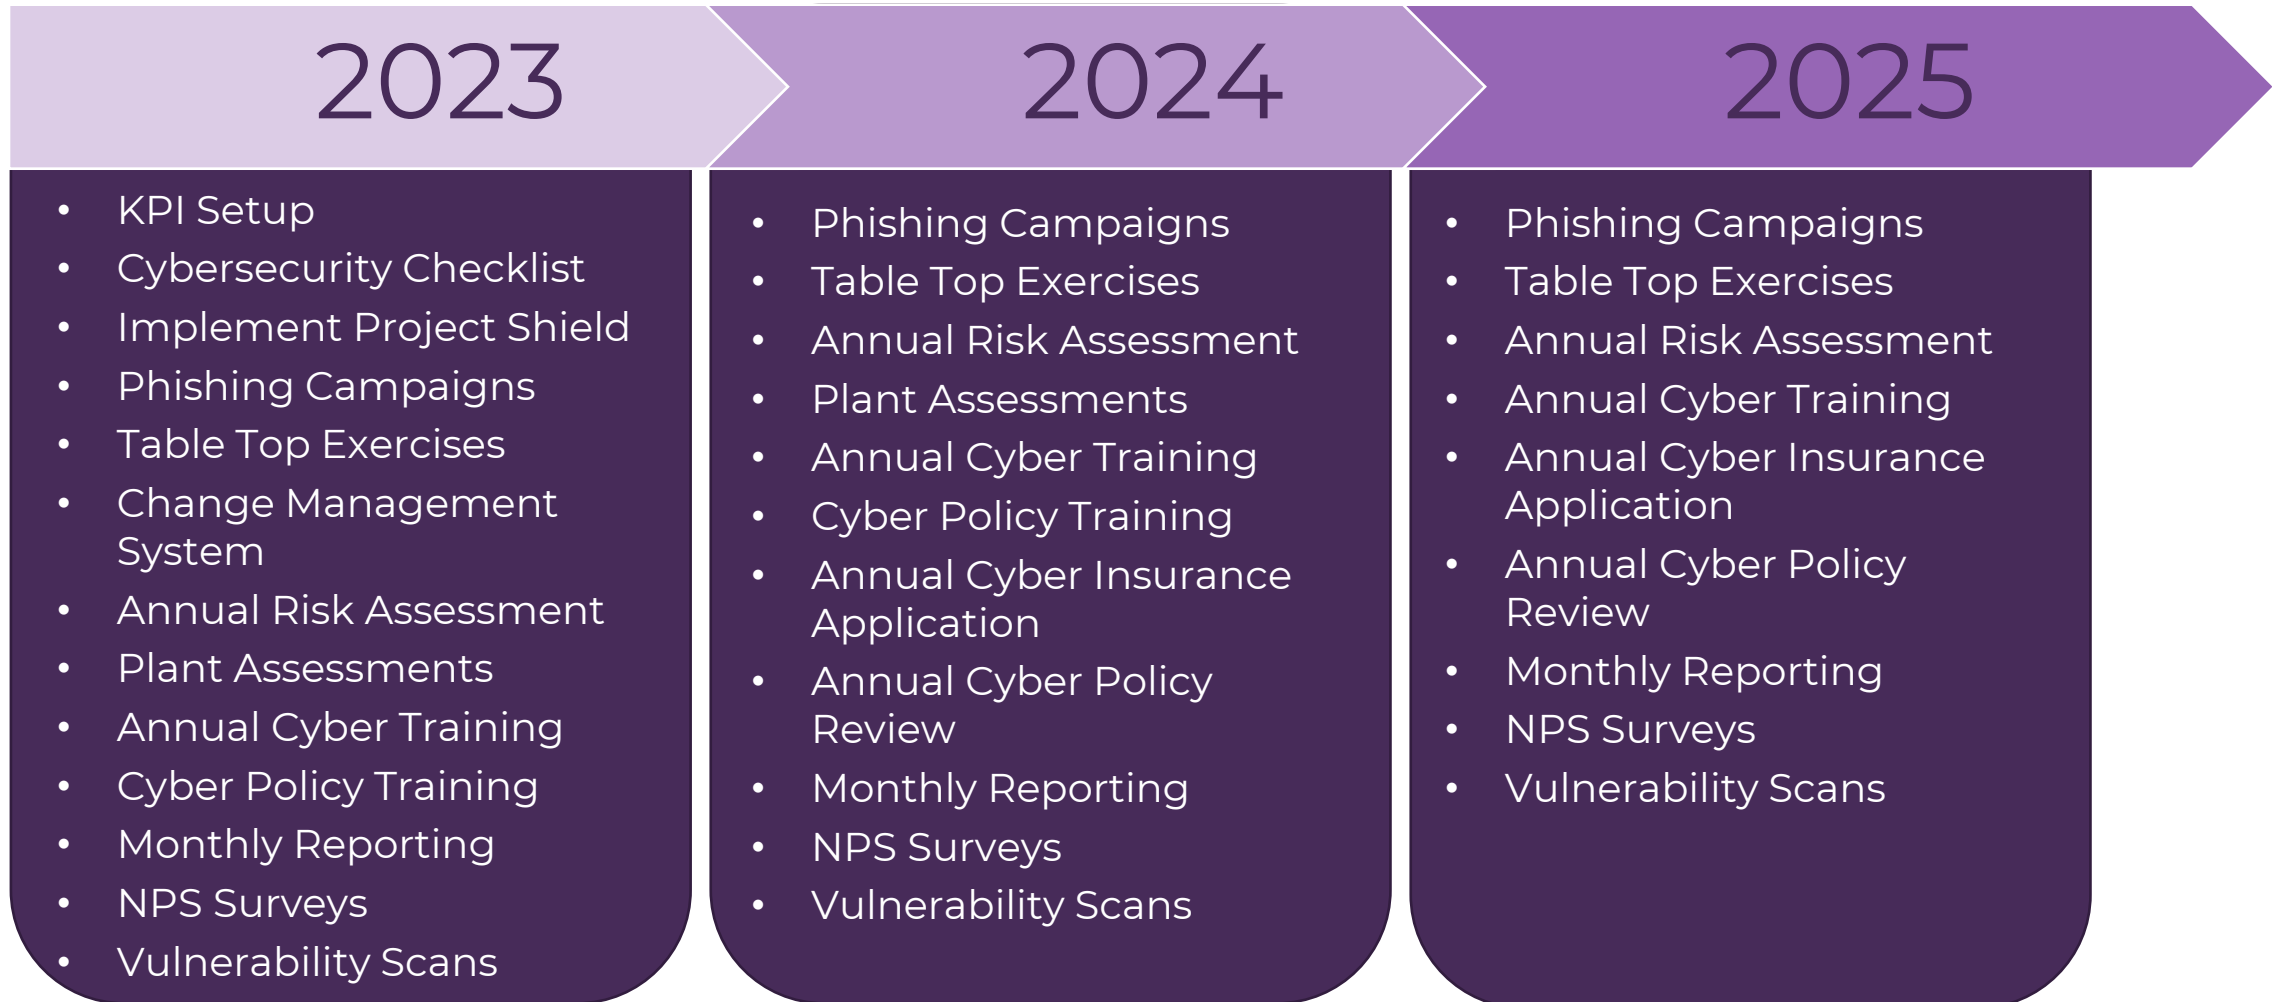 2023
• KPI Setup
• Cybersecurity Checklist
• Implement Project Shield
• Phishing Campaigns
• Table Top Exercises
• Change Management
System
• Annual Risk Assessment
• Plant Assessments
• Annual Cyber Training
• Cyber Policy Training
• Monthly Reporting
• NPS Surveys
• Vulnerability Scans
2024
• Phishing Campaigns
• Table Top Exercises
• Annual Risk Assessment
• Plant Assessments
• Annual Cyber Training
• Cyber Policy Training
• Annual Cyber Insurance
Application
• Annual Cyber Policy
Review
• Monthly Reporting
• NPS Surveys
• Vulnerability Scans
2025
• Phishing Campaigns
• Table Top Exercises
• Annual Risk Assessment
• Annual Cyber Training
• Annual Cyber Insurance
Application
• Annual Cyber Policy
Review
• Monthly Reporting
• NPS Surveys
• Vulnerability Scans